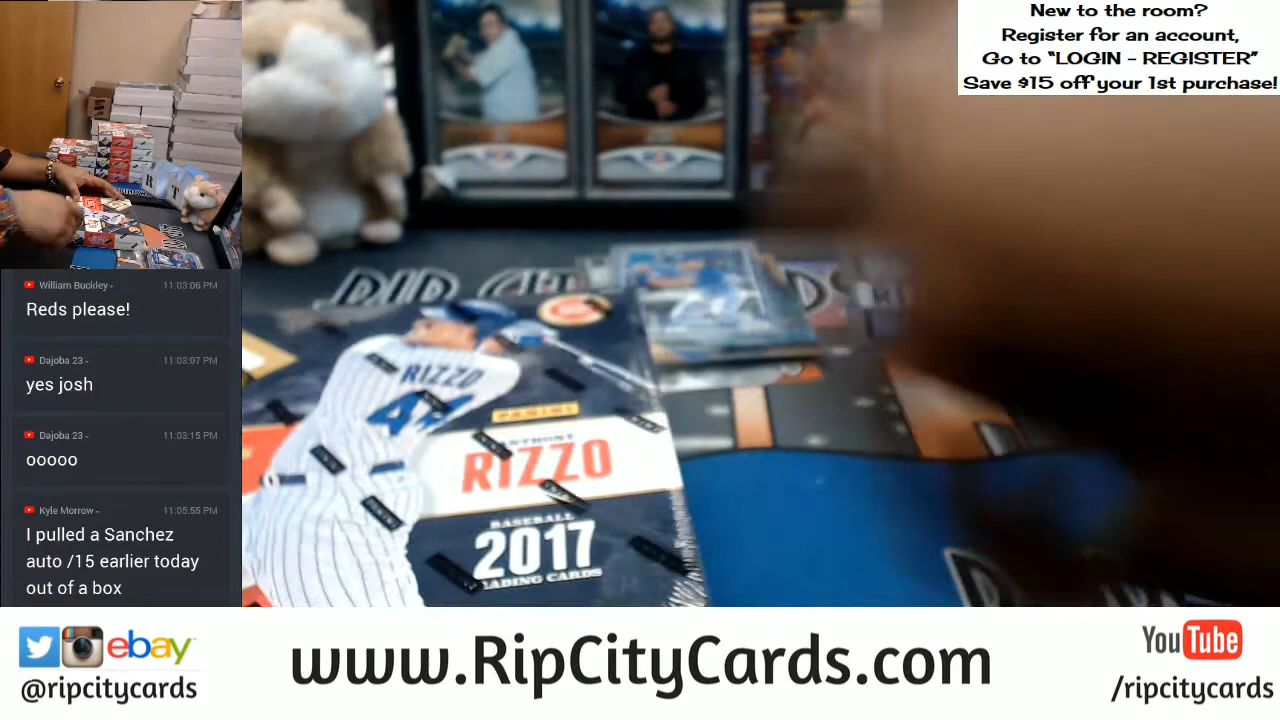 New to the room?
Register for an account,
Go to “LOGIN - REGISTER”
Save $15 off your 1st purchase!
William Buckley
11:03:06 PM
Reds please!
Dajoba 23
11:03:07 PM
yes josh
Dajoba 23
11:03:15 PM
ooooo
Kyle Morrow
11:05:55 PM
I pulled a Sanchez
auto /15 earlier today
out of a box
RIP
RIZZO
44
PANINI
ANTHONY
RIZZO
BASEBALL
2017
TRADING CARDS
ebay
@ripcitycards
www.RipCityCards.com
YouTube
/ripcitycards